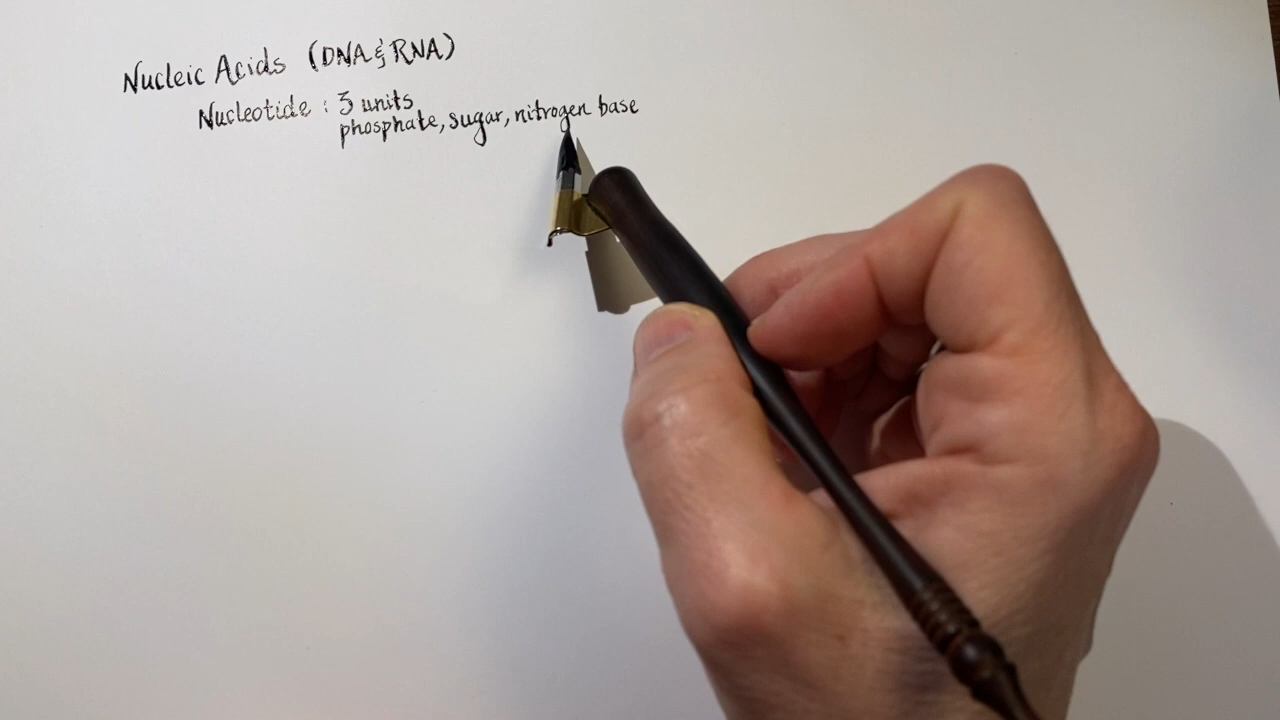 Nucleic Acids (DNA & RNA)
Nucleotide : 3 units
phosphate, sugar, nitrogen base